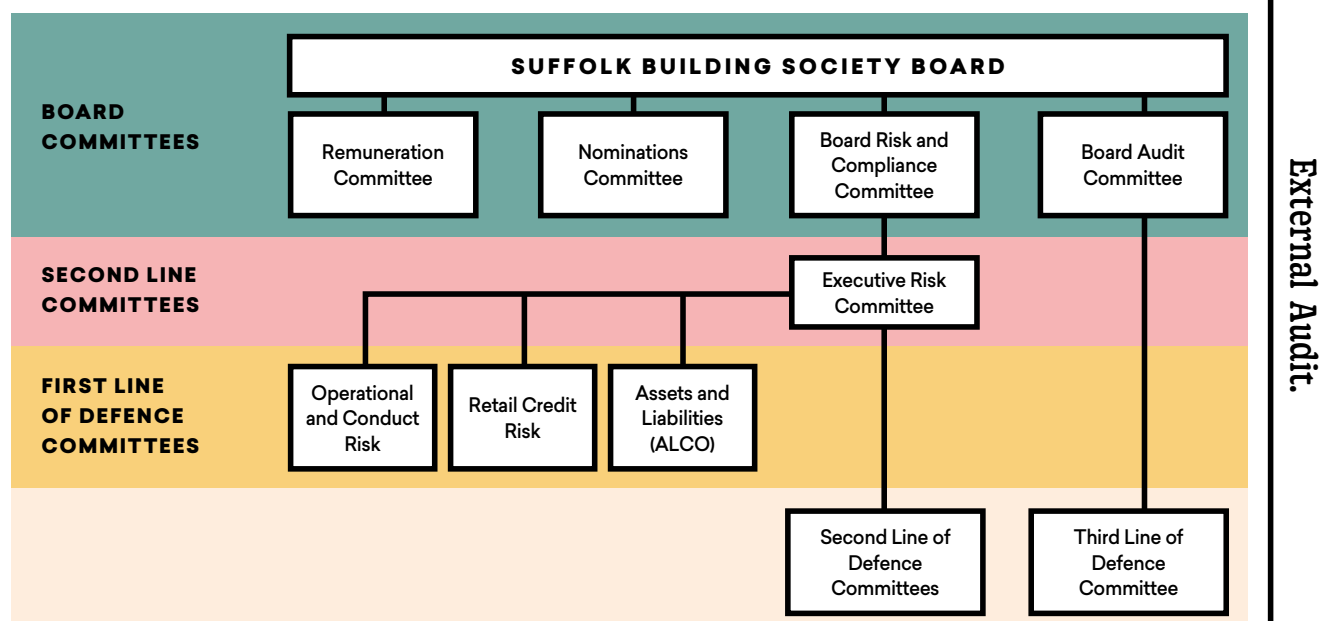 SUFFOLK BUILDING SOCIETY BOARD
BOARD
COMMITTEES
Remuneration
Committee
Nominations
Committee
Board Risk and
Compliance
Committee
Board Audit
Committee
SECOND LINE
COMMITTEES
Executive Risk
Committee
FIRST LINE
OF DEFENCE
COMMITTEES
Operational
and Conduct
Risk
Retail Credit
Risk
Assets and
Liabilities
(ALCO)
Second Line of
Defence
Committees
Third Line of
Defence
Committee
External Audit.